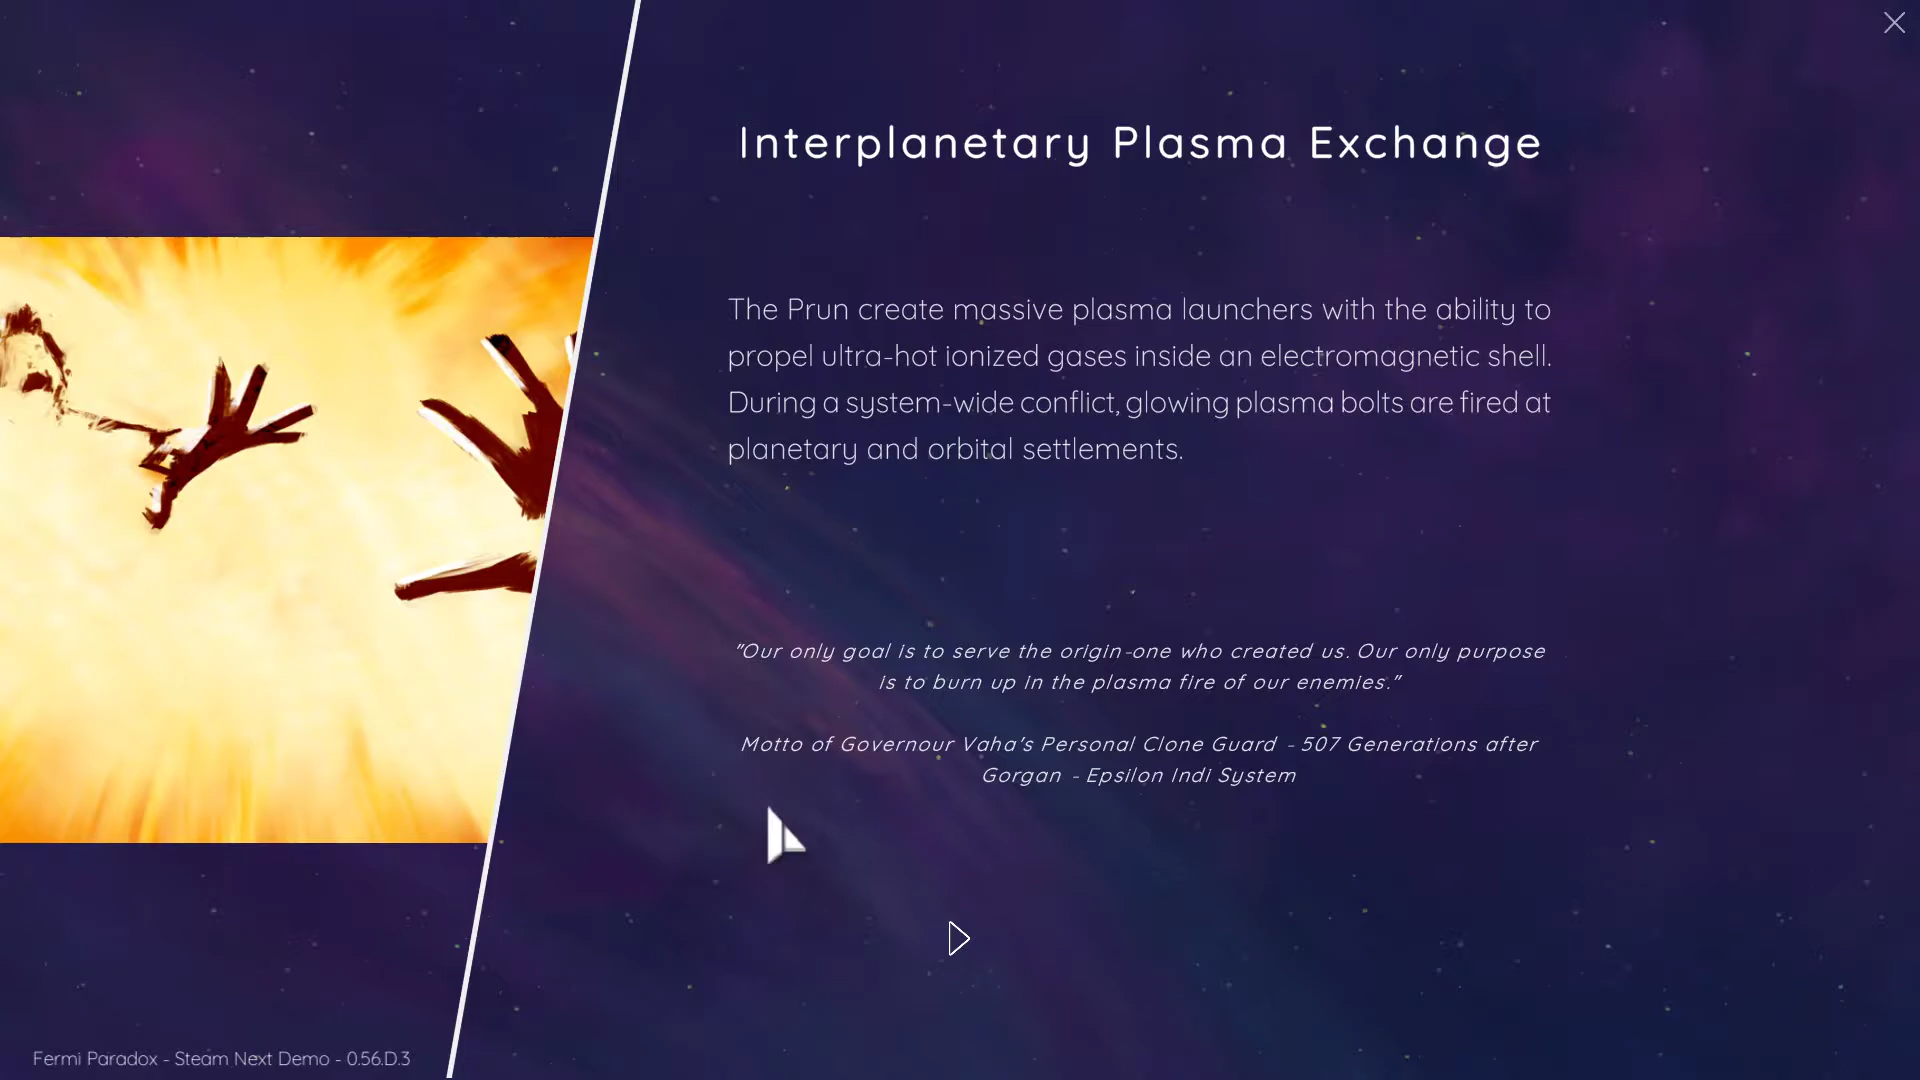 Interplanetary Plasma Exchange
The Prun create massive plasma launchers with the ability to
propel ultra-hot ionized gases inside an electromagnetic shell.
During a system-wide conflict, glowing plasma bolts are fired at
planetary and orbital settlements.
"Our only goal is to serve the origin-one who created us. Our only purpose
is to burn up in the plasma fire of our enemies."
Motto of Governour Vaha's Personal Clone Guard - 507 Generations after
Gorgan - Epsilon Indi System
Fermi Paradox - Steam Next Demo - 0.56.D.3